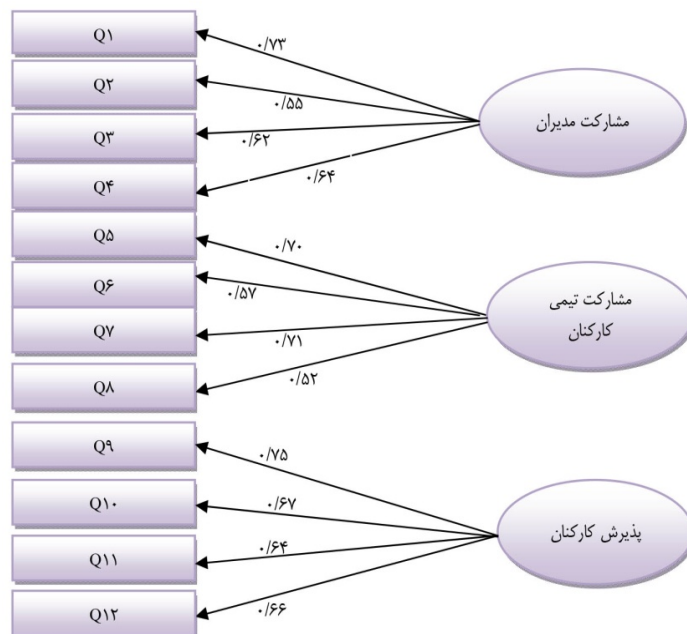 Q۱
Q۲
Q۳
Q۴
Q۵
Q۶
Q۷
Q۸
Q۹
Q۱۰
Q۱۱
Q۱۲
۰/۷۳
۰/۵۵
۰/۶۲
۰/۶۴
۰/۷۰
۰/۵۷
۰/۷۱
۰/۵۲
۰/۷۵
۰/۶۷
۰/۶۴
۰/۶۶
مشارکت مدیران
مشارکت تیمی
کارکنان
پذیرش کارکنان